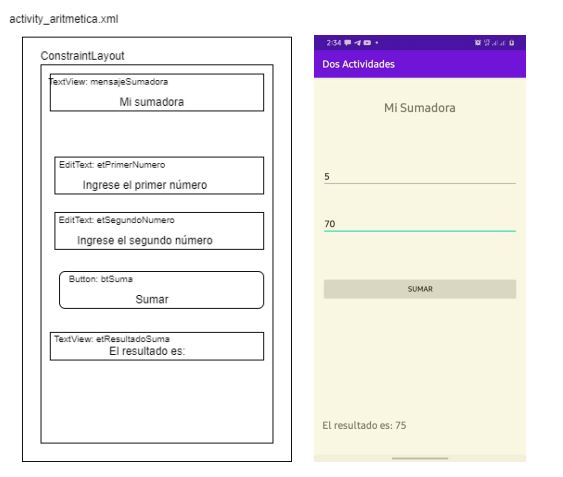 activity_aritmetica.xml
ConstraintLayout
TextView: mensajeSumadora
Mi sumadora
EditText: etPrimerNumero
Ingrese el primer número
EditText: etSegundoNumero
Ingrese el segundo número
Button: btSuma
Sumar
TextView: etResultadoSuma
El resultado es:
2:34
Dos Actividades
Mi Sumadora
5
70
SUMAR
El resultado es: 75